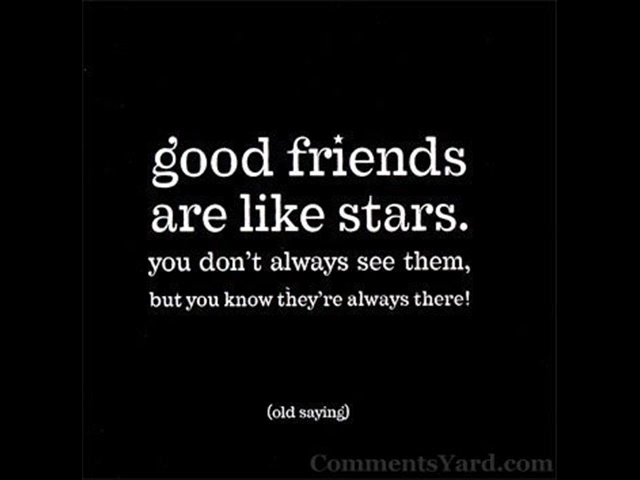 good friends
are like stars.
you don't always see them,
but you know they're always there!
(old saying)
CommentsYard.com